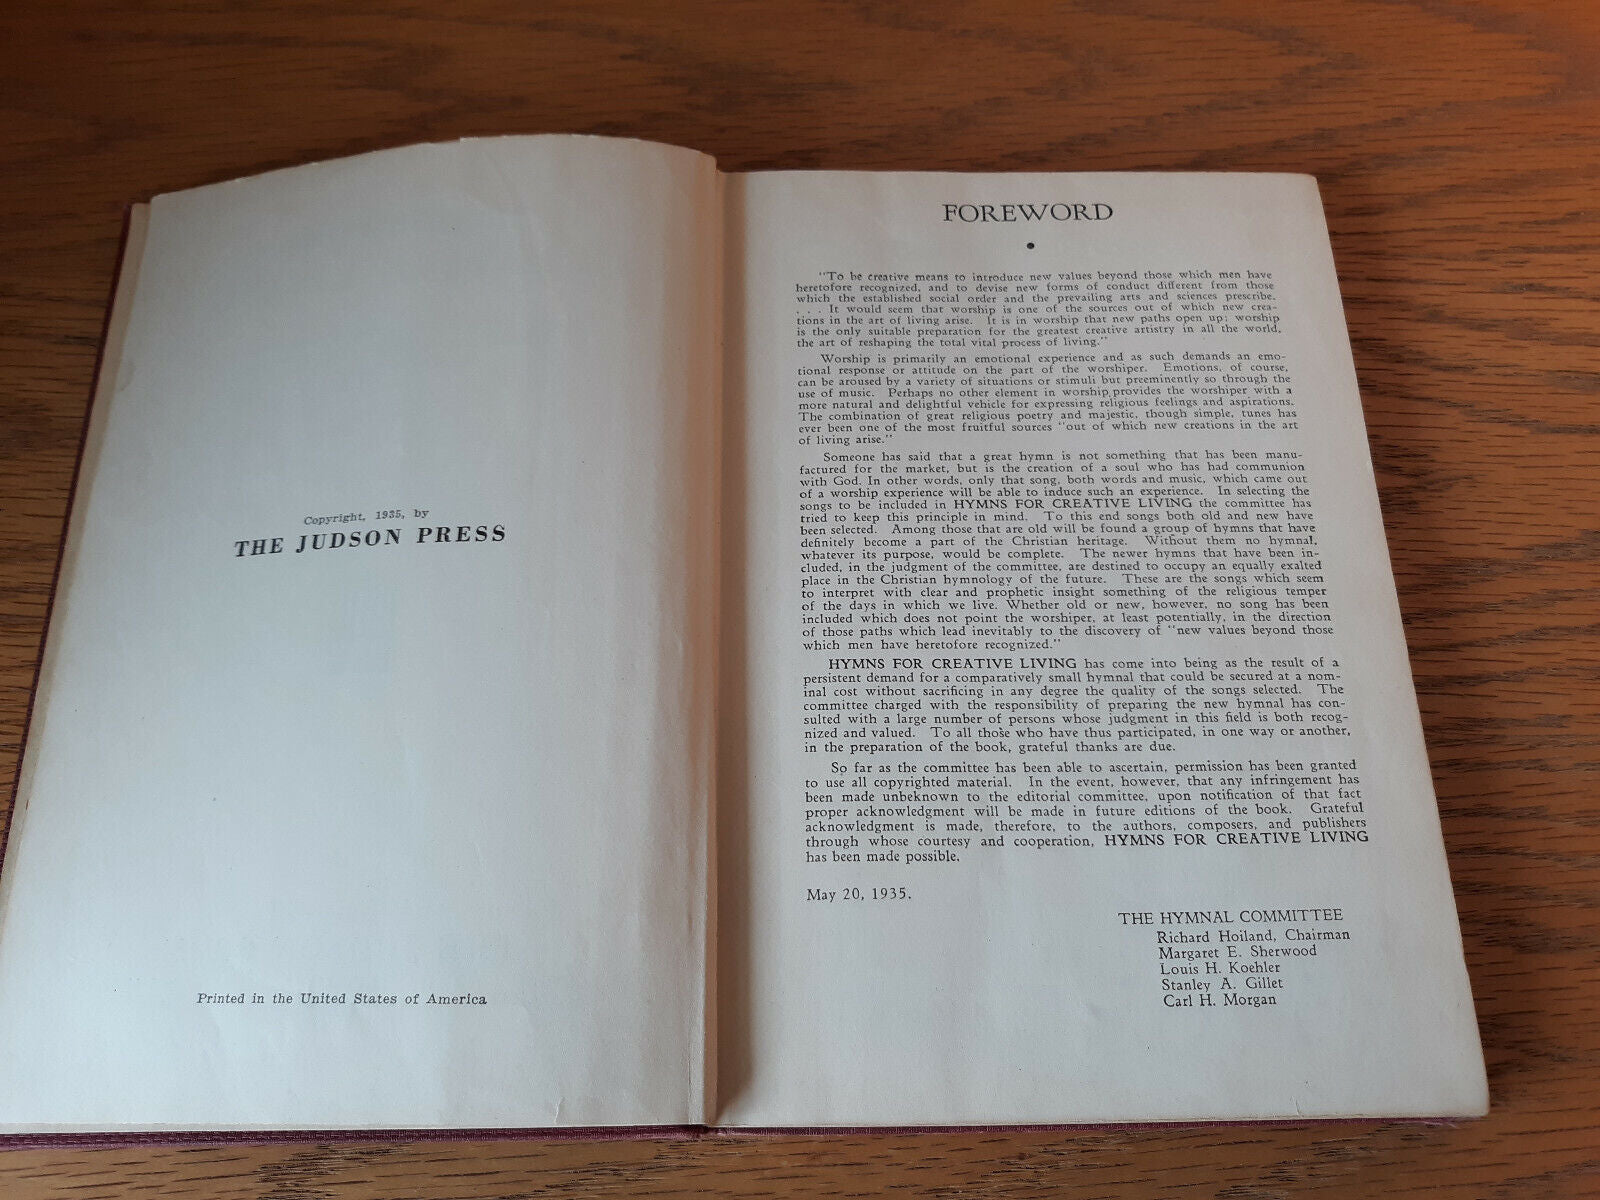 Copyright, 1935, by
THE JUDSON PRESS
Printed in the United States of America
FOREWORD
•
"To be creative means to introduce new values beyond those which men have
heretofore recognized, and to devise new forms of conduct different from those
which the established social order and the prevailing arts and sciences prescribe.
. . . It would seem that worship is one of the sources out of which new crea-
tions in the art of living arise. It is in worship that new paths open up; worship
is the only suitable preparation for the greatest creative artistry in all the world,
the art of reshaping the total vital process of living."
Worship is primarily an emotional experience and as such demands an emo-
tional response or attitude on the part of the worshiper. Emotions, of course,
can be aroused by a variety of situations or stimuli but preeminently so through the
use of music. Perhaps no other element in worship provides the worshiper with a
more natural and delightful vehicle for expressing religious feelings and aspirations.
The combination of great religious poetry and majestic, though simple, tunes has
ever been one of the most fruitful sources "out of which new creations in the art
of living arise."
Someone has said that a great hymn is not something that has been manu-
factured for the market, but is the creation of a soul who has had communion
with God. In other words, only that song, both words and music, which came out
of a worship experience will be able to induce such an experience. In selecting the
songs to be included in HYMNS FOR CREATIVE LIVING the committee has
tried to keep this principle in mind. To this end songs both old and new have
been selected. Among those that are old will be found a group of hymns that have
definitely become a part of the Christian heritage. Without them no hymnal,
whatever its purpose, would be complete. The newer hymns that have been in-
cluded, in the judgment of the committee, are destined to occupy an equally exalted
place in the Christian hymnology of the future. These are the songs which seem
to interpret with clear and prophetic insight something of the religious temper
of the days in which we live. Whether old or new, however, no song has been
included which does not point the worshiper, at least potentially, in the direction
of those paths which lead inevitably to the discovery of "new values beyond those
which men have heretofore recognized."
HYMNS FOR CREATIVE LIVING has come into being as the result of a
persistent demand for a comparatively small hymnal that could be secured at a nom-
inal cost without sacrificing in any degree the quality of the songs selected. The
committee charged with the responsibility of preparing the new hymnal has con-
sulted with a large number of persons whose judgment in this field is both recog-
nized and valued. To all those who have thus participated, in one way or another,
in the preparation of the book, grateful thanks are due.
So far as the committee has been able to ascertain, permission has been granted
to use all copyrighted material. In the event, however, that any infringement has
been made unbeknown to the editorial committee, upon notification of that fact
proper acknowledgment will be made in future editions of the book. Grateful
acknowledgment is made, therefore, to the authors, composers, and publishers
through whose courtesy and cooperation, HYMNS FOR CREATIVE LIVING
has been made possible.
May 20, 1935.
THE HYMNAL COMMITTEE
Richard Hoiland, Chairman
Margaret E. Sherwood
Louis H. Koehler
Stanley A. Gillet
Carl H. Morgan